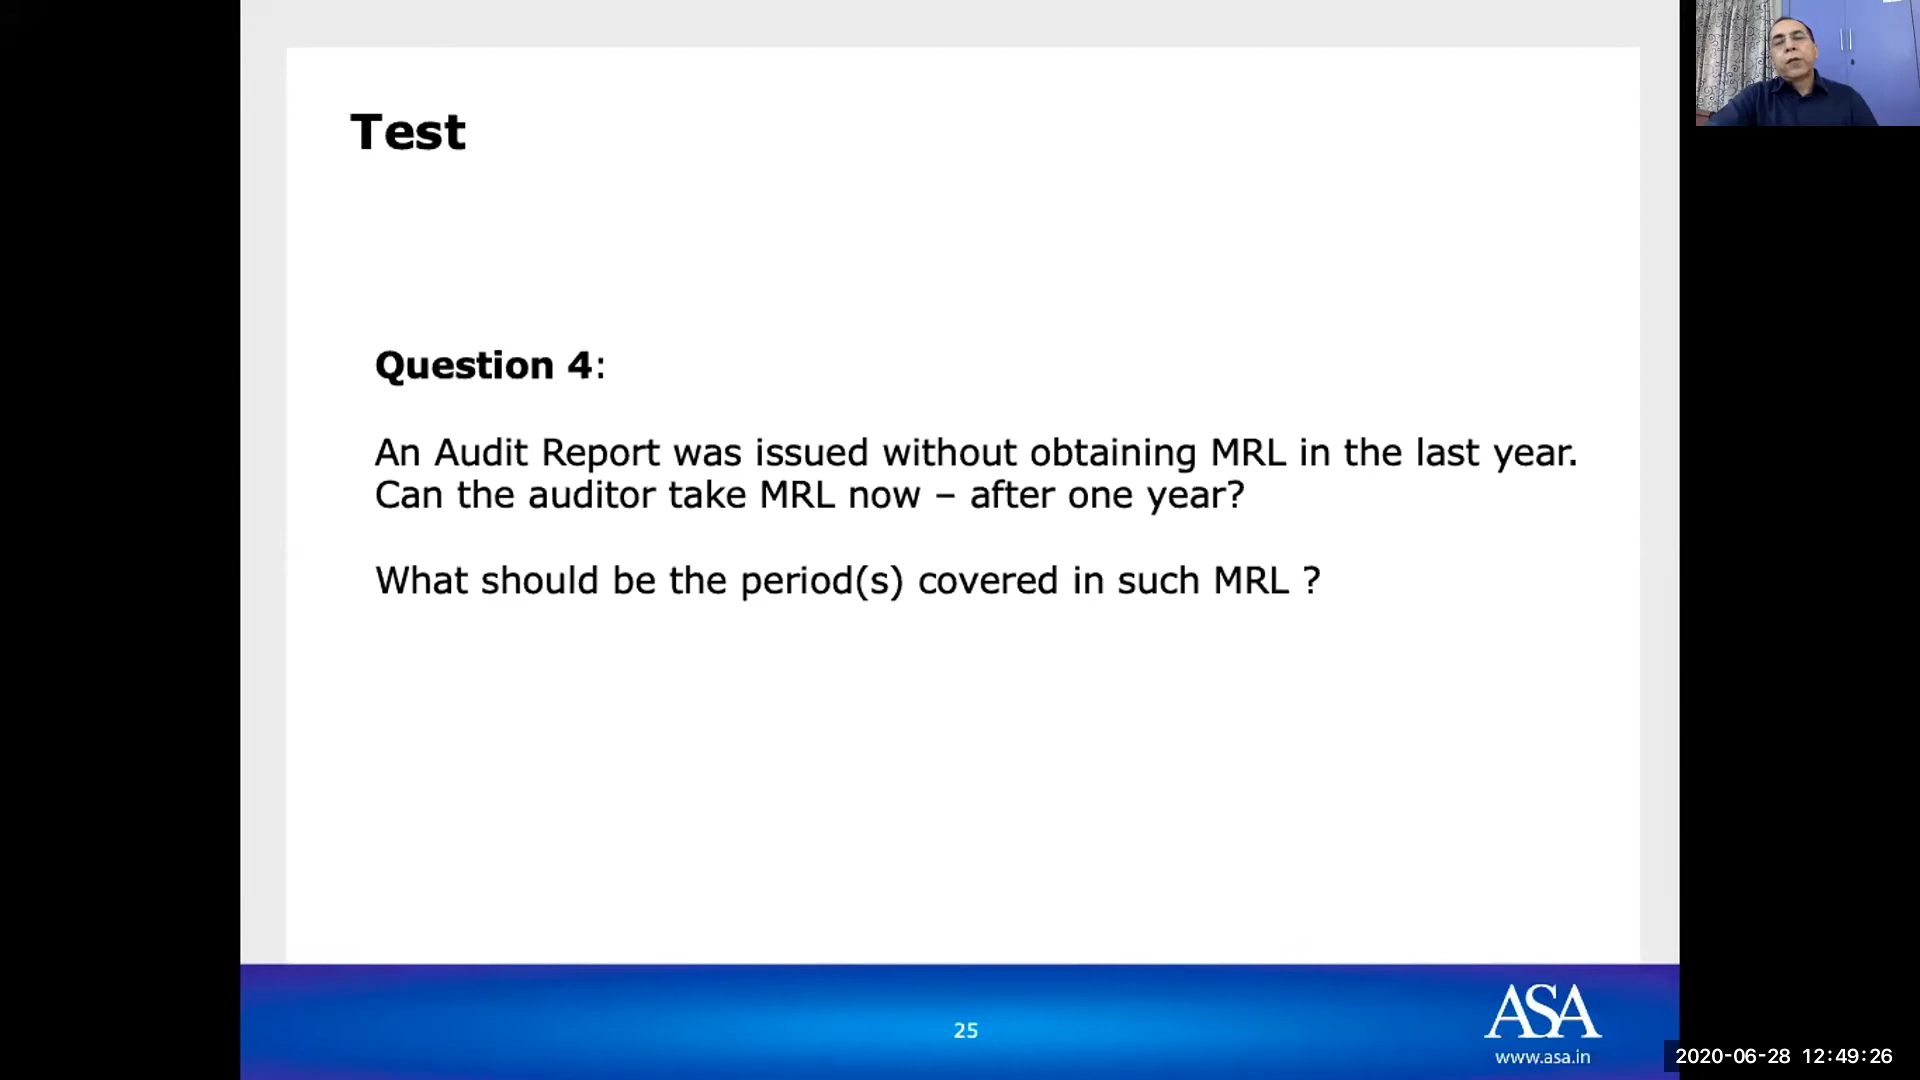 Test
Question 4:
An Audit Report was issued without obtaining MRL in the last year.
Can the auditor take MRL now – after one year?
What should be the period(s) covered in such MRL ?
25
ASA
www.asa.in
2020-06-28 12:49:26